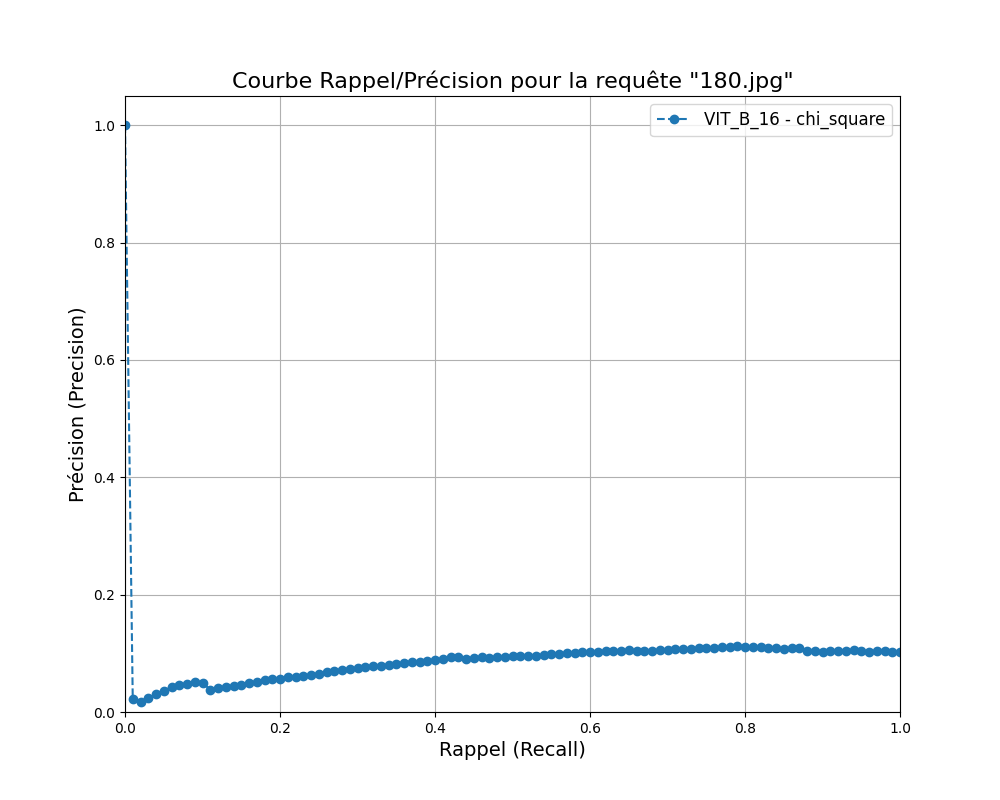 Courbe Rappel/Précision pour la requête "180.jpg"
VIT_B_16 - chi_square
1.0
0.8
0.6
0.4
0.2
0.0
Précision (Precision)
0.0 0.2 0.4 0.6 0.8 1.0
Rappel (Recall)